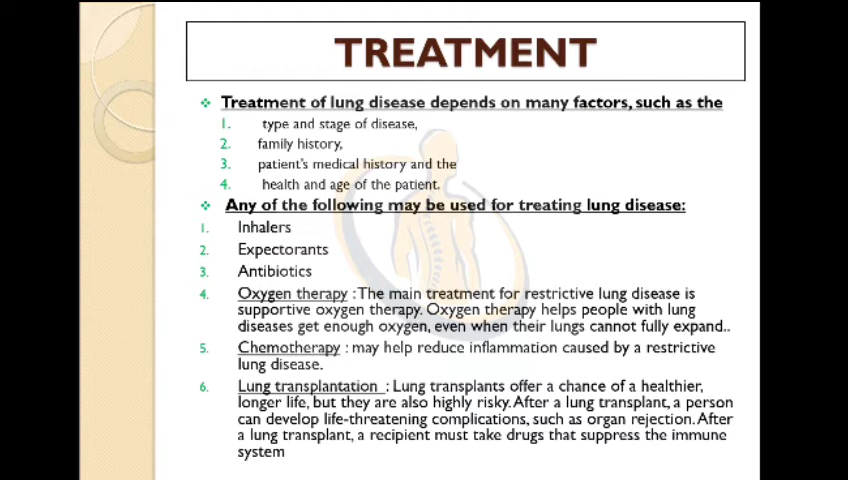 TREATMENT
❖ Treatment of lung disease depends on many factors, such as the
1. type and stage of disease,
2. family history,
3. patient's medical history and the
4. health and age of the patient.
❖ Any of the following may be used for treating lung disease:
1. Inhalers
2. Expectorants
3. Antibiotics
4. Oxygen therapy : The main treatment for restrictive lung disease is
supportive oxygen therapy. Oxygen therapy helps people with lung
diseases get enough oxygen, even when their lungs cannot fully expand..
5. Chemotherapy : may help reduce inflammation caused by a restrictive
lung disease.
6. Lung transplantation : Lung transplants offer a chance of a healthier,
longer life, but they are also highly risky. After a lung transplant, a person
can develop life-threatening complications, such as organ rejection. After
a lung transplant, a recipient must take drugs that suppress the immune
system